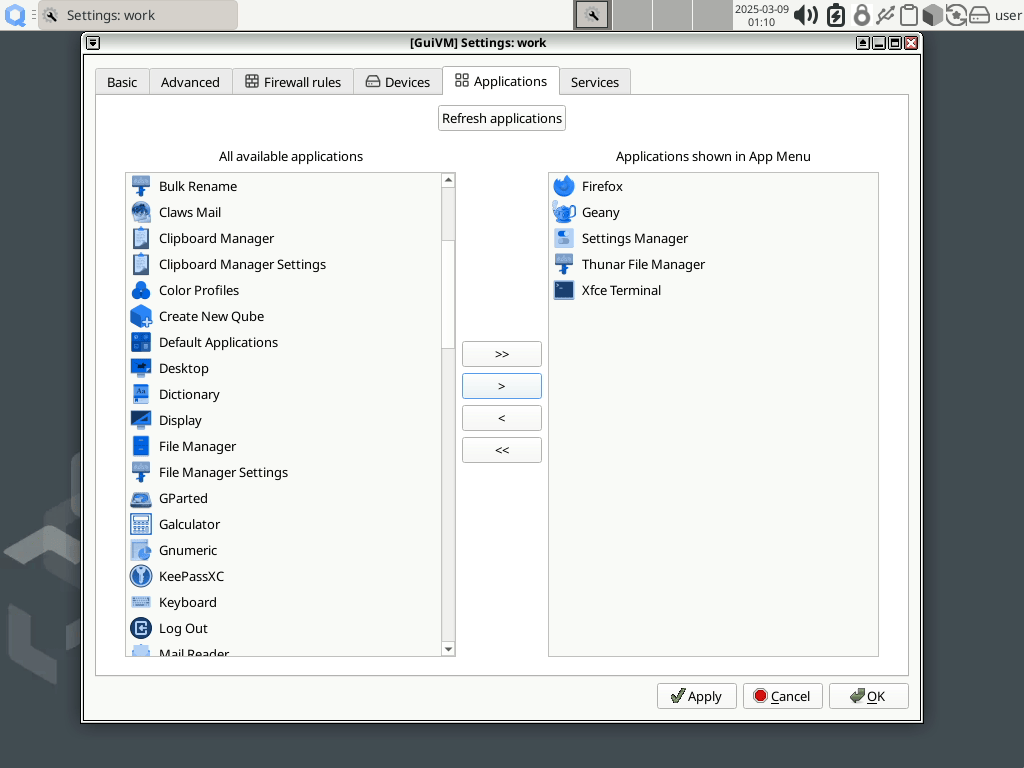 Settings: work
2025-03-09
01:10
user
[GuiVM] Settings: work
Basic
Advanced
Firewall rules
Devices
Applications
Services
Refresh applications
All available applications
Bulk Rename
Claws Mail
Clipboard Manager
Clipboard Manager Settings
Color Profiles
Create New Qube
Default Applications
Desktop
Dictionary
Display
File Manager
File Manager Settings
GParted
Galculator
Gnumeric
KeePassXC
Keyboard
Log Out
Mail Reader
>>
>
<
<<
Applications shown in App Menu
Firefox
Geany
Settings Manager
Thunar File Manager
Xfce Terminal
Apply
Cancel
OK